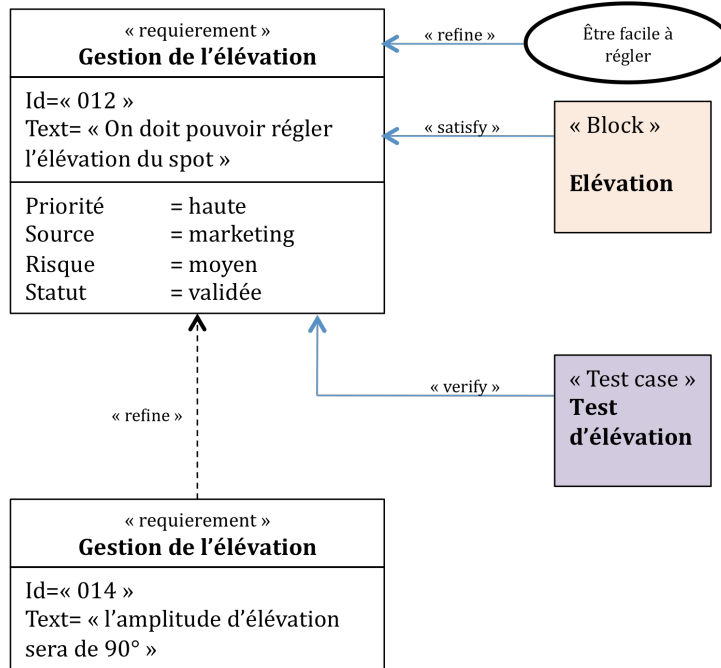 « requierement »
Gestion de l’élévation
Id=« 012 »
Text= « On doit pouvoir régler
l’élévation du spot »
Priorité = haute
Source = marketing
Risque = moyen
Statut = validée
« refine »
Être facile à
régler
« satisfy »
« Block »
Elévation
« verify »
« Test case »
Test
d’élévation
« refine »
« requierement »
Gestion de l’élévation
Id=« 014 »
Text= « l’amplitude d’élévation
sera de 90° »